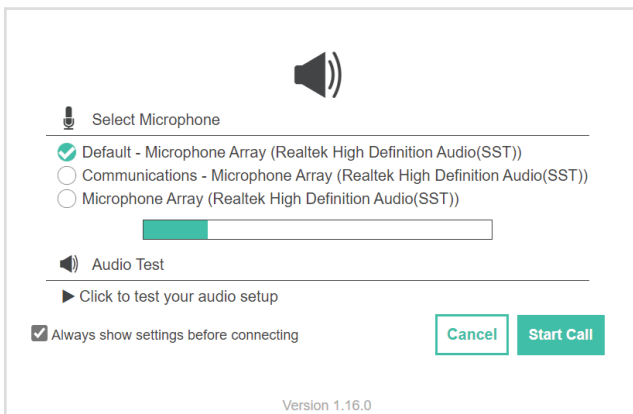 Select Microphone
Default - Microphone Array (Realtek High Definition Audio(SST))
Communications - Microphone Array (Realtek High Definition Audio(SST))
Microphone Array (Realtek High Definition Audio(SST))
Audio Test
Click to test your audio setup
Always show settings before connecting
Cancel
Start Call
Version 1.16.0